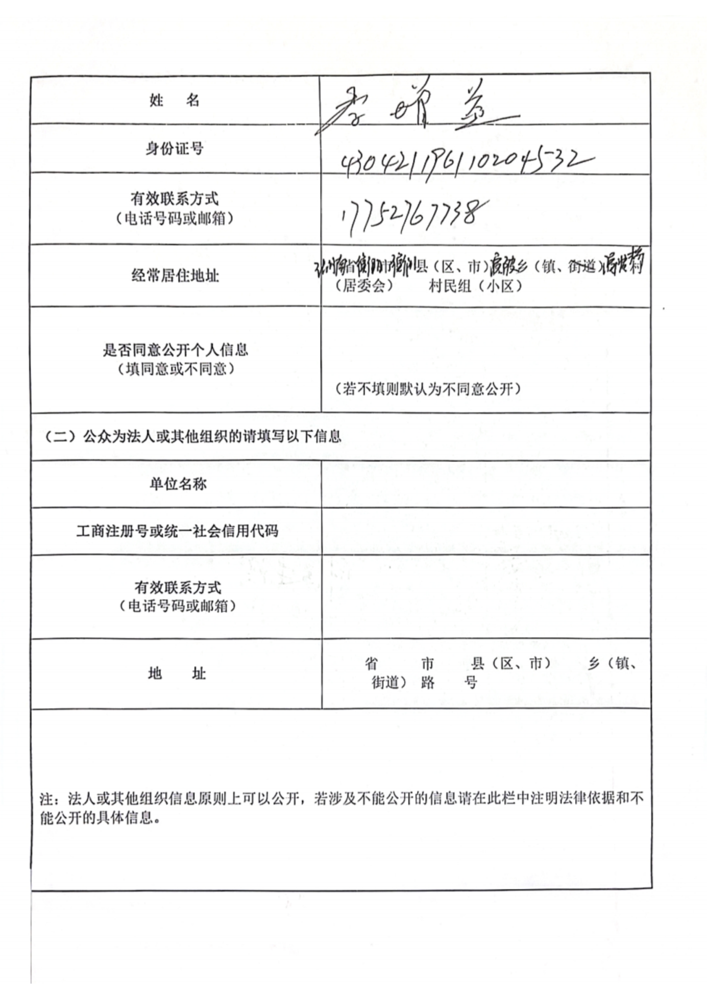 姓 名
李增益
身份证号
430421196110204532
有效联系方式
（电话号码或邮箱）
17752767738
经常居住地址
湖南省衡阳市 县（区、市） 乡（镇、街道） 村
（居委会） 村民组（小区）
是否同意公开个人信息
（填同意或不同意）
（若不填则默认为不同意公开）
（二）公众为法人或其他组织的请填写以下信息
单位名称
工商注册号或统一社会信用代码
有效联系方式
（电话号码或邮箱）
地 址
省 市 县（区、市） 乡（镇、
街道） 路 号
注：法人或其他组织信息原则上可以公开，若涉及不能公开的信息请在此栏中注明法律依据和不
能公开的具体信息。